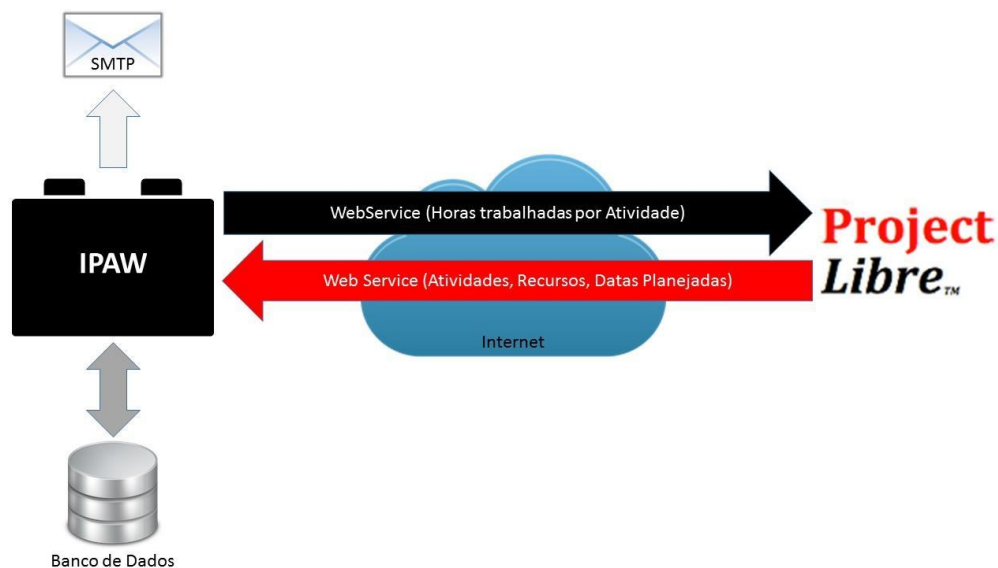 SMTP
IPAW
WebService (Horas trabalhadas por Atividade)
Web Service (Atividades, Recursos, Datas Planejadas)
Internet
Project
Libre™
Banco de Dados